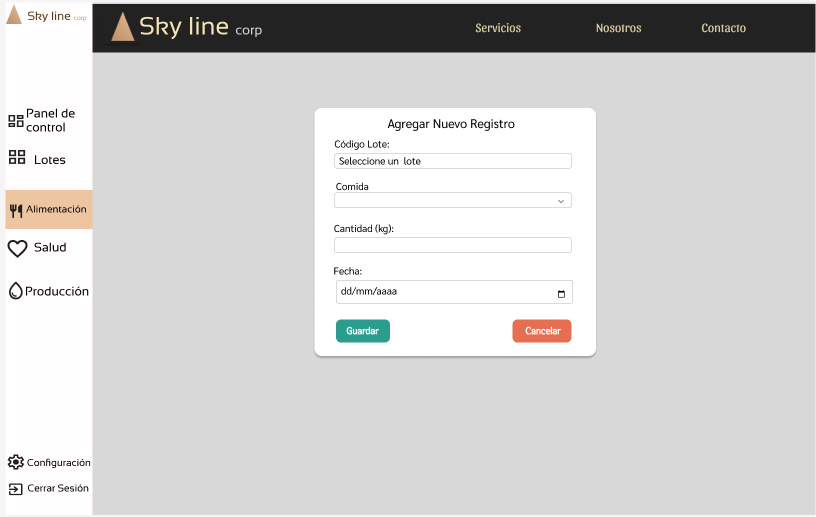 Sky line corp
Sky line corp
Servicios
Nosotros
Contacto
Panel de
control
Lotes
Alimentación
Salud
Producción
Configuración
Cerrar Sesión
Agregar Nuevo Registro
Código Lote:
Seleccione un lote
Comida
Cantidad (kg):
Fecha:
dd/mm/aaaa
Guardar
Cancelar